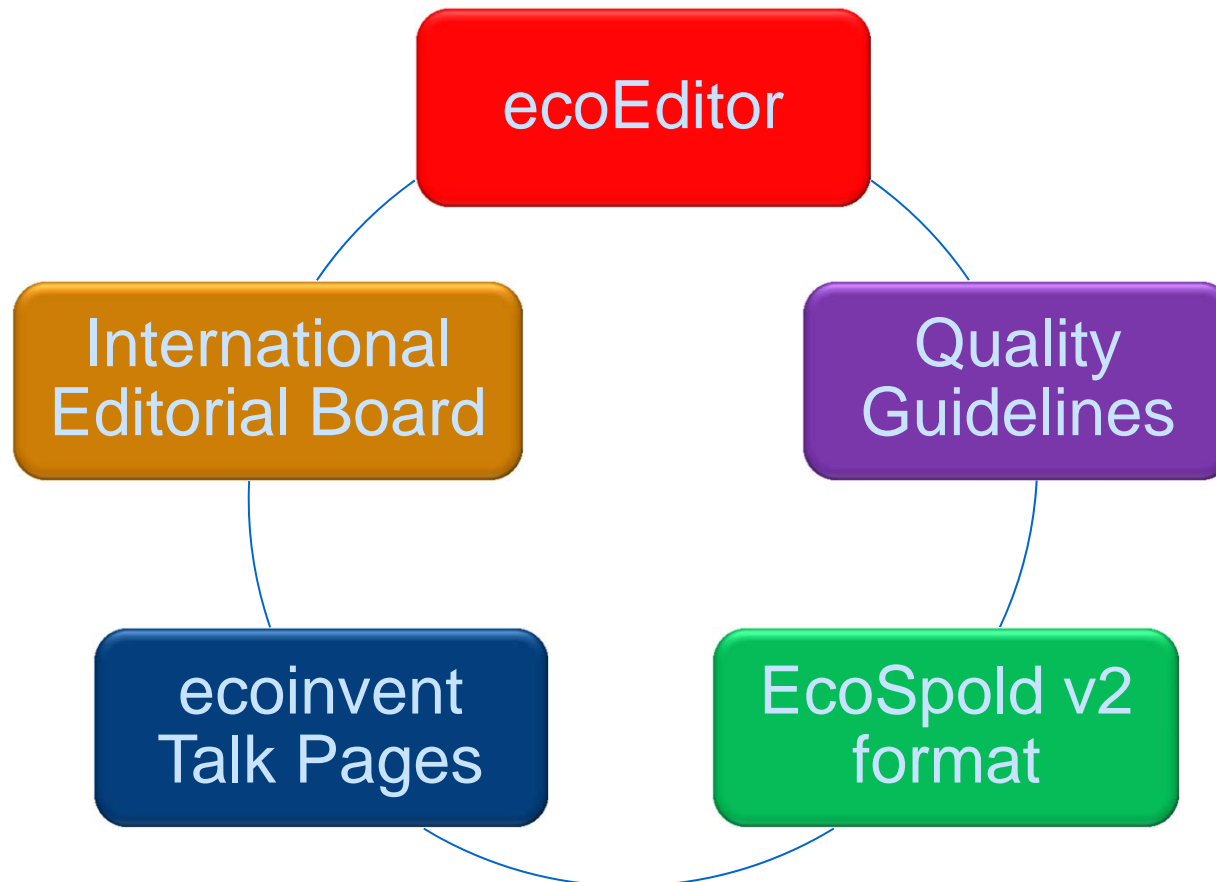 ecoEditor
International
Editorial Board
Quality
Guidelines
ecoinvent
Talk Pages
EcoSpold v2
format